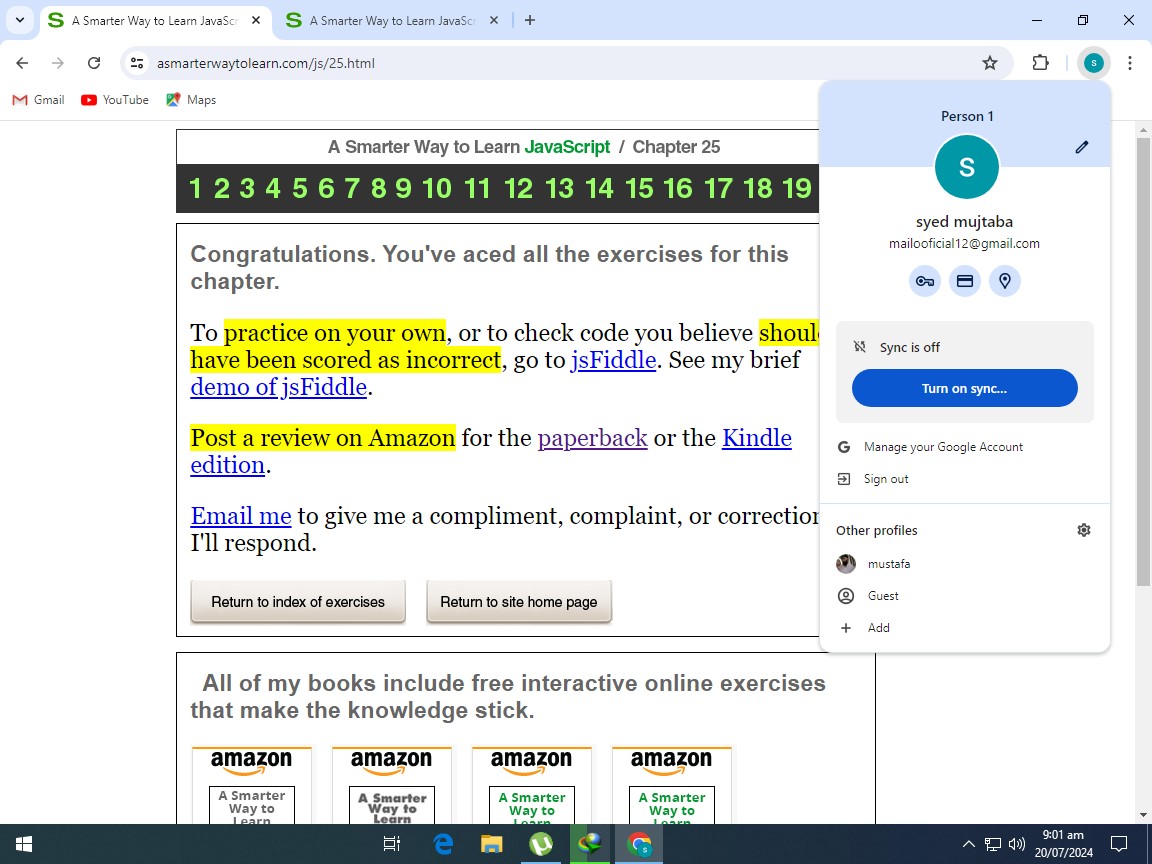 A Smarter Way to Learn JavaSc
A Smarter Way to Learn JavaSc
asmarterwaytolearn.com/js/25.html
S
Gmail
YouTube
Maps
A Smarter Way to Learn JavaScript / Chapter 25
1 2 3 4 5 6 7 8 9 10 11 12 13 14 15 16 17 18 19
Congratulations. You've aced all the exercises for this
chapter.
To practice on your own, or to check code you believe shoul
have been scored as incorrect, go to jsFiddle. See my brief
demo of jsFiddle.
Post a review on Amazon for the paperback or the Kindle
edition.
Email me to give me a compliment, complaint, or correction
I'll respond.
Return to index of exercises
Return to site home page
All of my books include free interactive online exercises
that make the knowledge stick.
amazon
amazon
amazon
amazon
A Smarter
Way to
Learn
A Smarter
Way to
Learn
A Smarter
Way to
Learn
A Smarter
Way to
Learn
Person 1
S
syed mujtaba
mailooficial12@gmail.com
Sync is off
Turn on sync...
Manage your Google Account
Sign out
Other profiles
mustafa
Guest
Add
9:01 am
20/07/2024